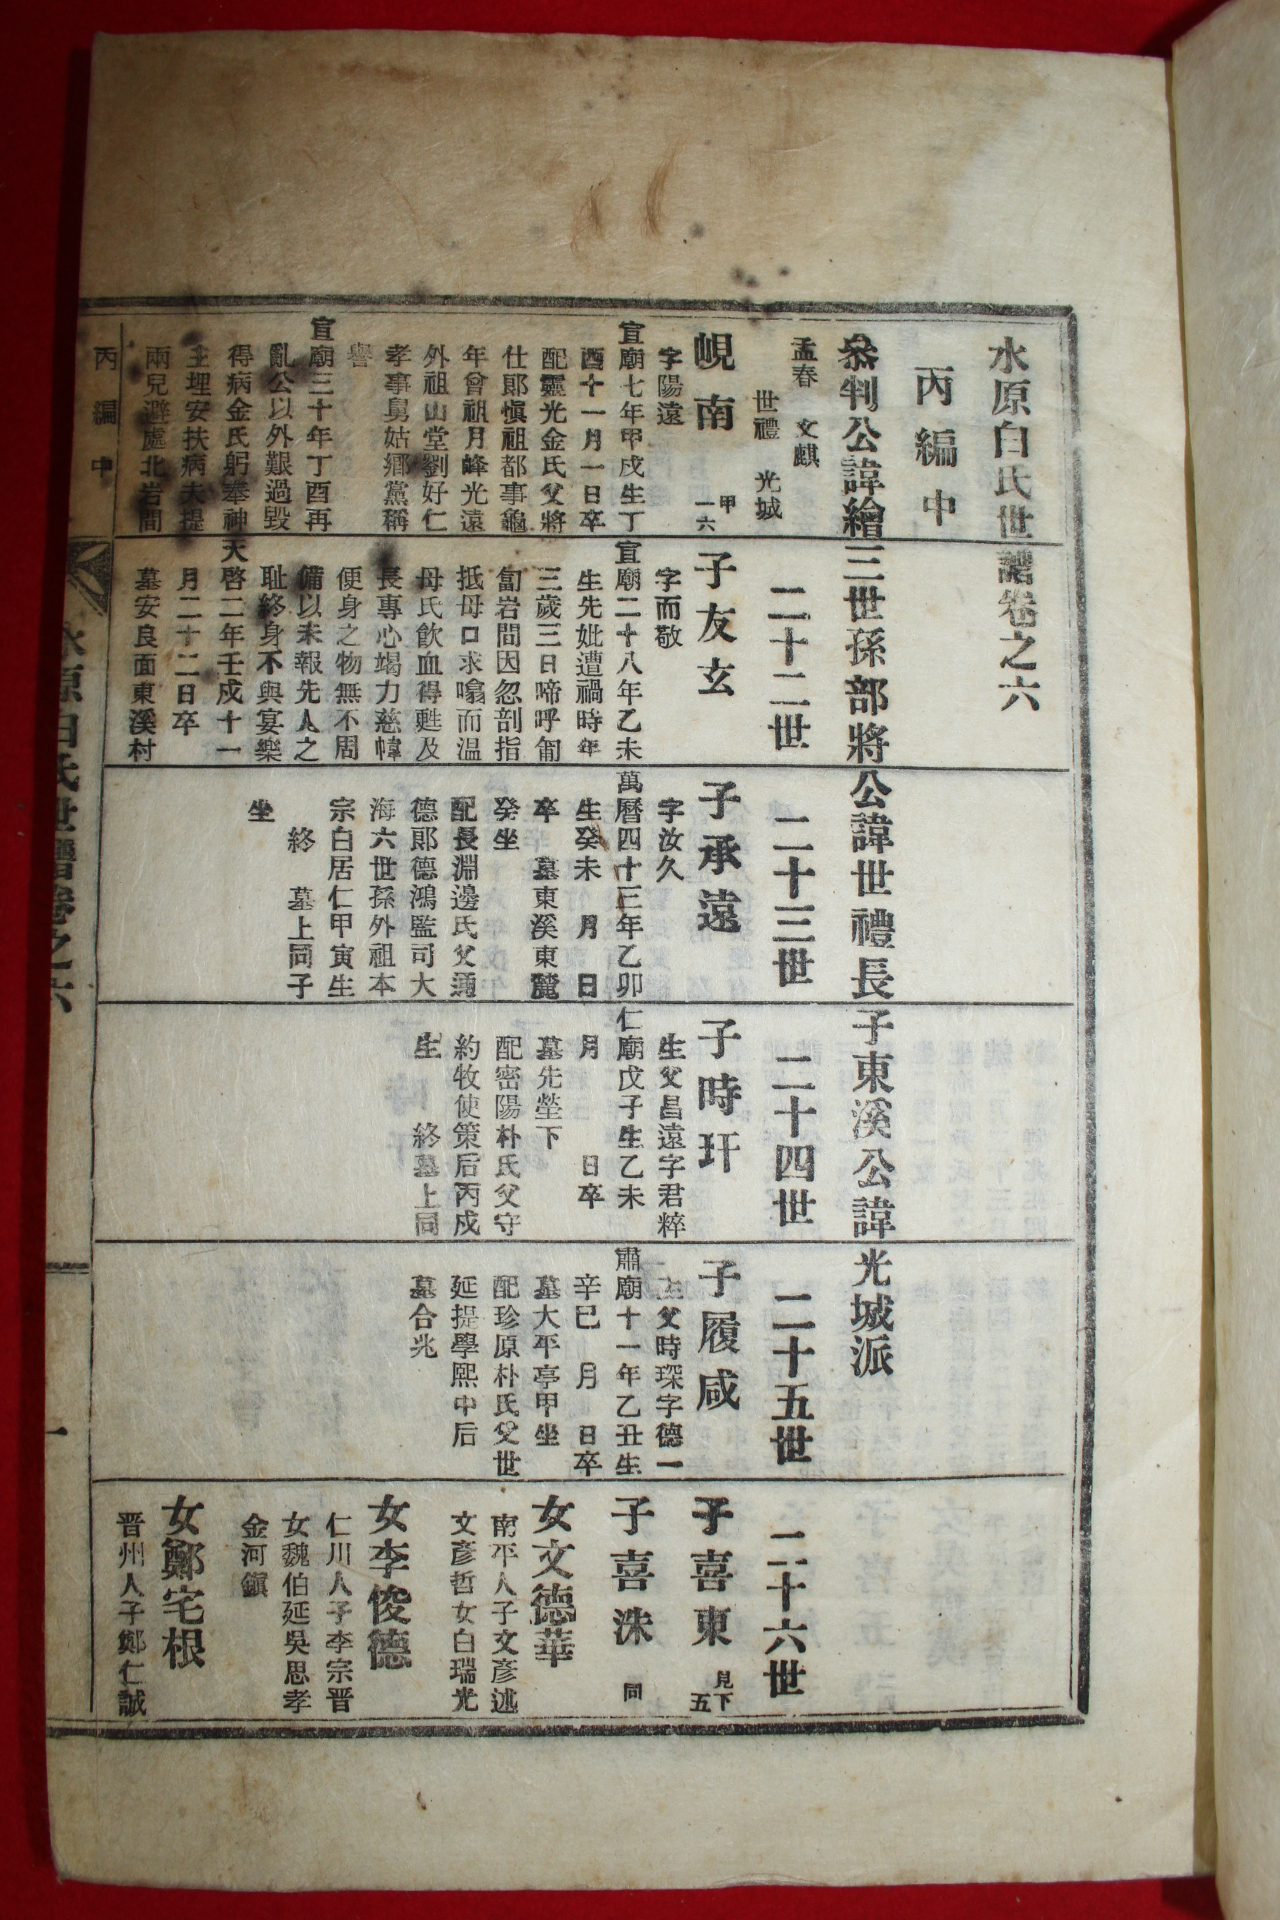 水原白氏世譜卷之六
丙編中
叅判公諱繪三世孫部將公諱世禮長子東溪公諱光城派
孟春 文麒
世禮 光城
二十二世
二十三世
二十四世
二十五世
二十六世
峴南 甲一六
字陽遠
宣廟七年甲戌生丁
酉十一月一日卒
配靈光金氏父將
仕郞愼祖都事龜
年曾祖月峰光遠
外祖山堂劉好仁
孝事舅姑鄕黨稱
譽
宣廟三十年丁酉再
亂公以外艱過毀
得病金氏躬奉神
主埋安扶病夫提
兩兒避處北岩間
子友玄
字而敬
宣廟二十八年乙未
生先妣遭禍時年
三歲三日啼呼匍
匐岩間因忽剖指
抵母口求噏而温
母氏飮血得甦及
長專心竭力慈幃
便身之物無不周
備以未報先人之
耻終身不與宴樂
天啓二年壬戌十一
月二十二日卒
墓安良面東溪村
子承遠
字汝久
萬曆四十三年乙卯
生癸未 月 日
卒 墓東溪東麓
癸坐
配長淵邊氏父通
德郞德鴻監司大
海六世孫外祖本
宗白居仁甲寅生
終 墓上同子
坐
子時玕
生父昌遠字君粹
仁廟戊子生乙未
月 日卒
墓先塋下
配密陽朴氏父守
約牧使策后丙戌
生 終墓上同
子履咸
生父時琛字德一
肅廟十一年乙丑生
辛巳 月 日卒
墓大平亭甲坐
配珍原朴氏父世
延提學熙中后
墓合兆
子喜東 見下五
子喜洙 同
女文德華
南平人子文彦述
文彦哲女白瑞光
女李俊德
仁川人子李宗晋
女魏伯延吳思孝
金河鎭
女鄭宅根
晋州人子鄭仁誠
丙編中
水原白氏世譜卷之六
一